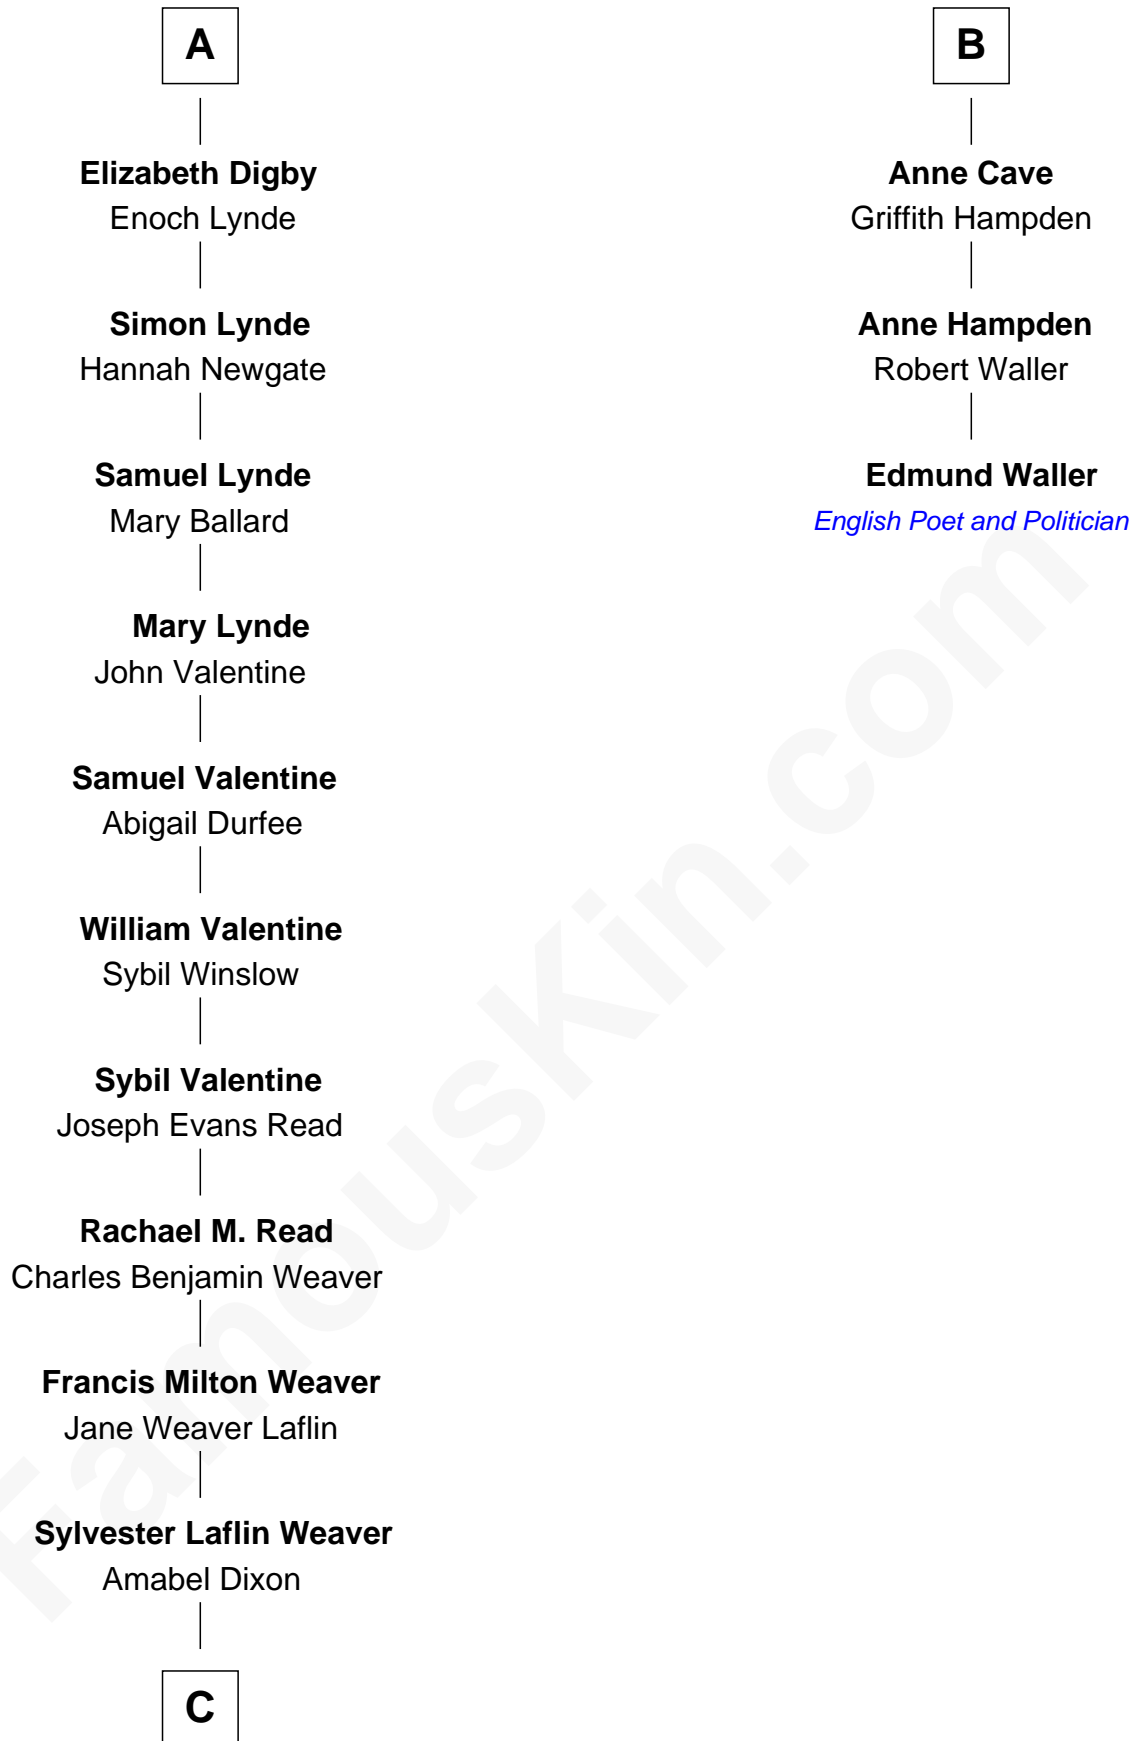 A
Elizabeth Digby
Enoch Lynde
Simon Lynde
Hannah Newgate
Samuel Lynde
Mary Ballard
Mary Lynde
John Valentine
Samuel Valentine
Abigail Durfee
William Valentine
Sybil Winslow
Sybil Valentine
Joseph Evans Read
Rachael M. Read
Charles Benjamin Weaver
Francis Milton Weaver
Jane Weaver Laflin
Sylvester Laflin Weaver
Amabel Dixon
C
B
Anne Cave
Griffith Hampden
Anne Hampden
Robert Waller
Edmund Waller
English Poet and Politician
FamousKin.com